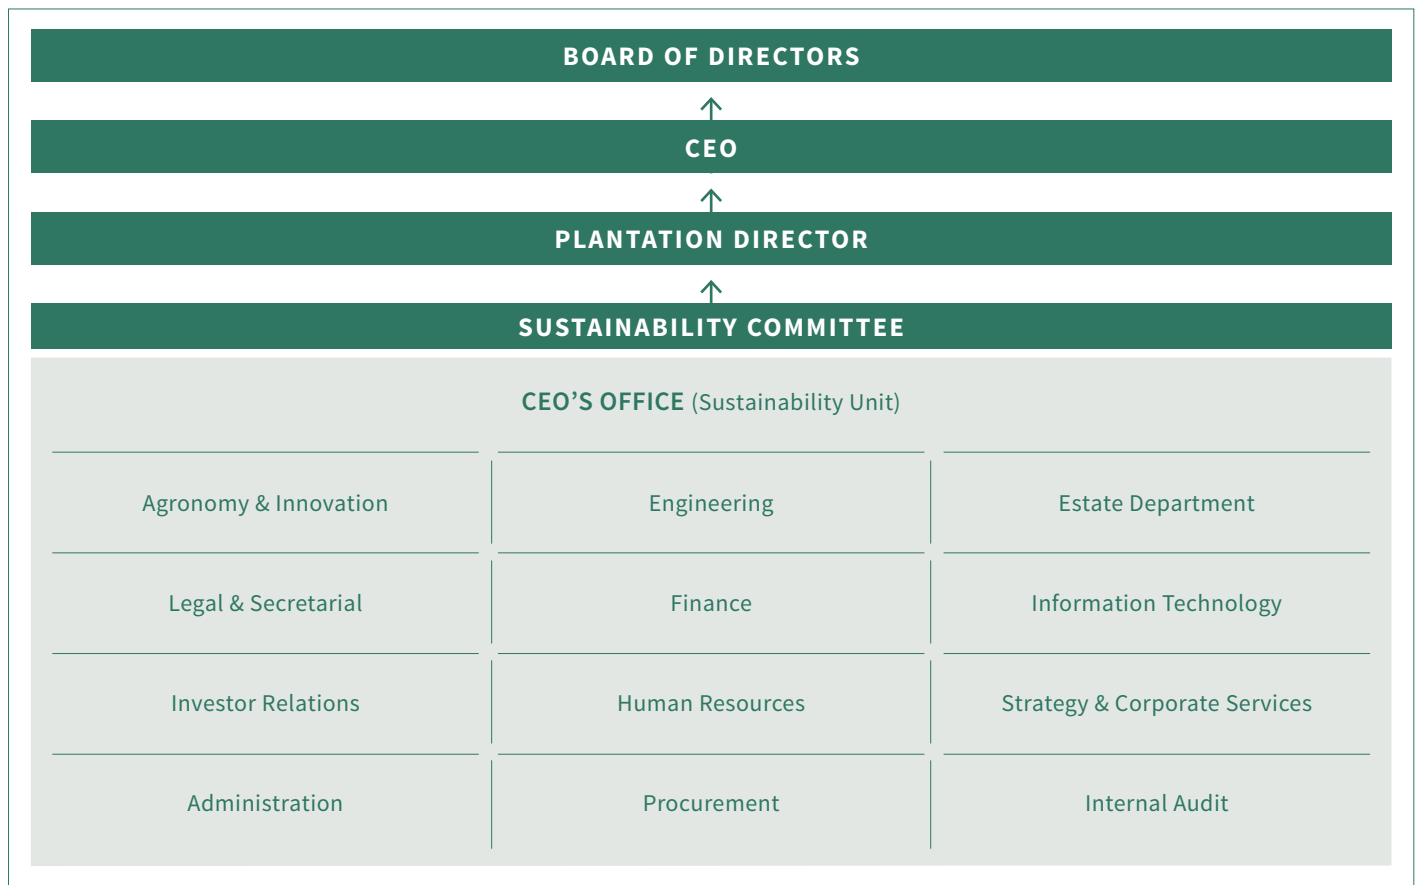 BOARD OF DIRECTORS
CEO
PLANTATION DIRECTOR
SUSTAINABILITY COMMITTEE
CEO’S OFFICE (Sustainability Unit)
Agronomy & Innovation
Engineering
Estate Department
Legal & Secretarial
Finance
Information Technology
Investor Relations
Human Resources
Strategy & Corporate Services
Administration
Procurement
Internal Audit